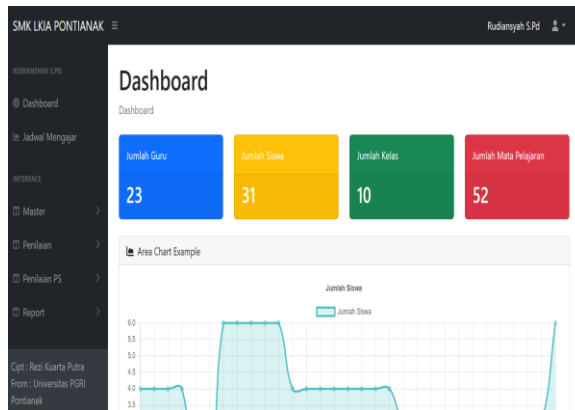 SMK LKIA PONTIANAK
Rudiansyah S.Pd
RUDIANSYAH S.PD
Dashboard
Jadwal Mengajar
INTERFACE
Master
Penilaian
Penilaian P5
Report
Cipt : Rezi Kuarta Putra
From : Universitas PGRI
Pontianak
Dashboard
Dashboard
Jumlah Guru
23
Jumlah Siswa
31
Jumlah Kelas
10
Jumlah Mata Pelajaran
52
Area Chart Example
Jumlah Siswa
Jumlah Siswa
6.0
5.5
5.0
4.5
4.0
3.5